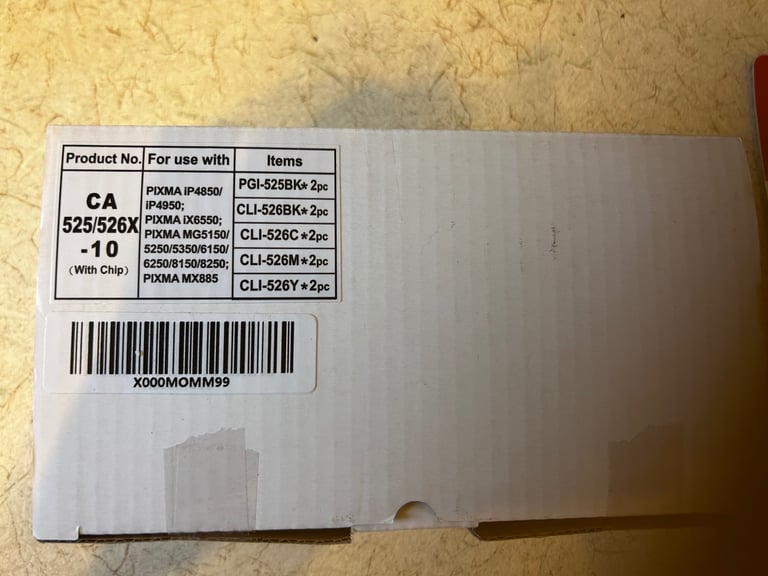 Product No.
For use with
Items
CA
525/526X
-10
(With Chip)
PIXMA iP4850/
iP4950;
PIXMA iX6550;
PIXMA MG5150/
5250/5350/6150/
6250/8150/8250;
PIXMA MX885
PGI-525BK*2pc
CLI-526BK*2pc
CLI-526C*2pc
CLI-526M*2pc
CLI-526Y*2pc
X000MOMM99